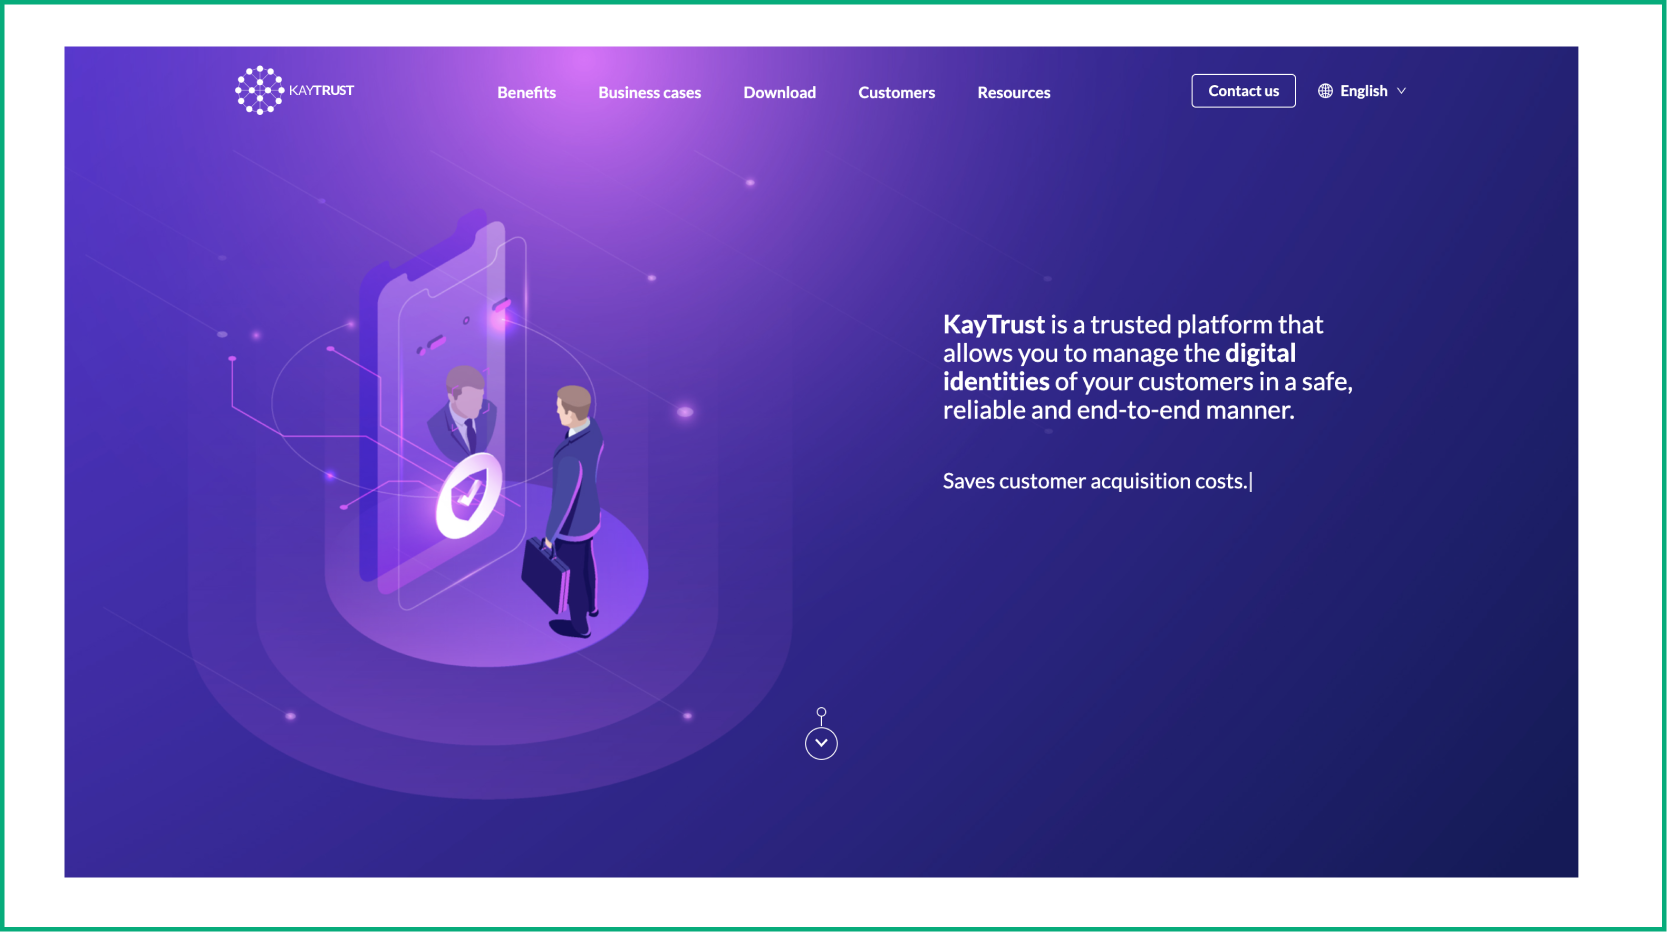 KAYTRUST
Benefits
Business cases
Download
Customers
Resources
Contact us
English
KayTrust is a trusted platform that
allows you to manage the digital
identities of your customers in a safe,
reliable and end-to-end manner.
Saves customer acquisition costs.|